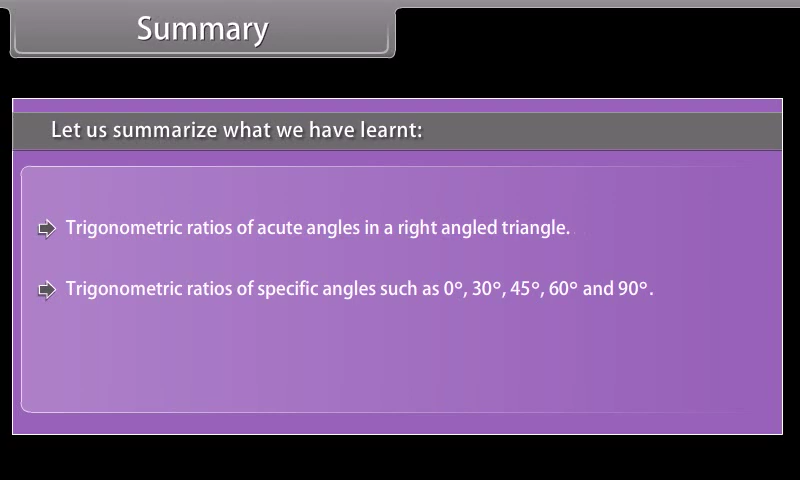 Summary
Let us summarize what we have learnt:
Trigonometric ratios of acute angles in a right angled triangle.
Trigonometric ratios of specific angles such as 0°, 30°, 45°, 60° and 90°.